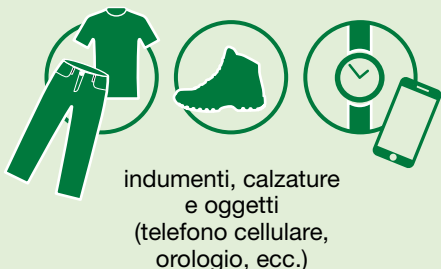 indumenti, calzature
e oggetti
(telefono cellulare,
orologio, ecc.)